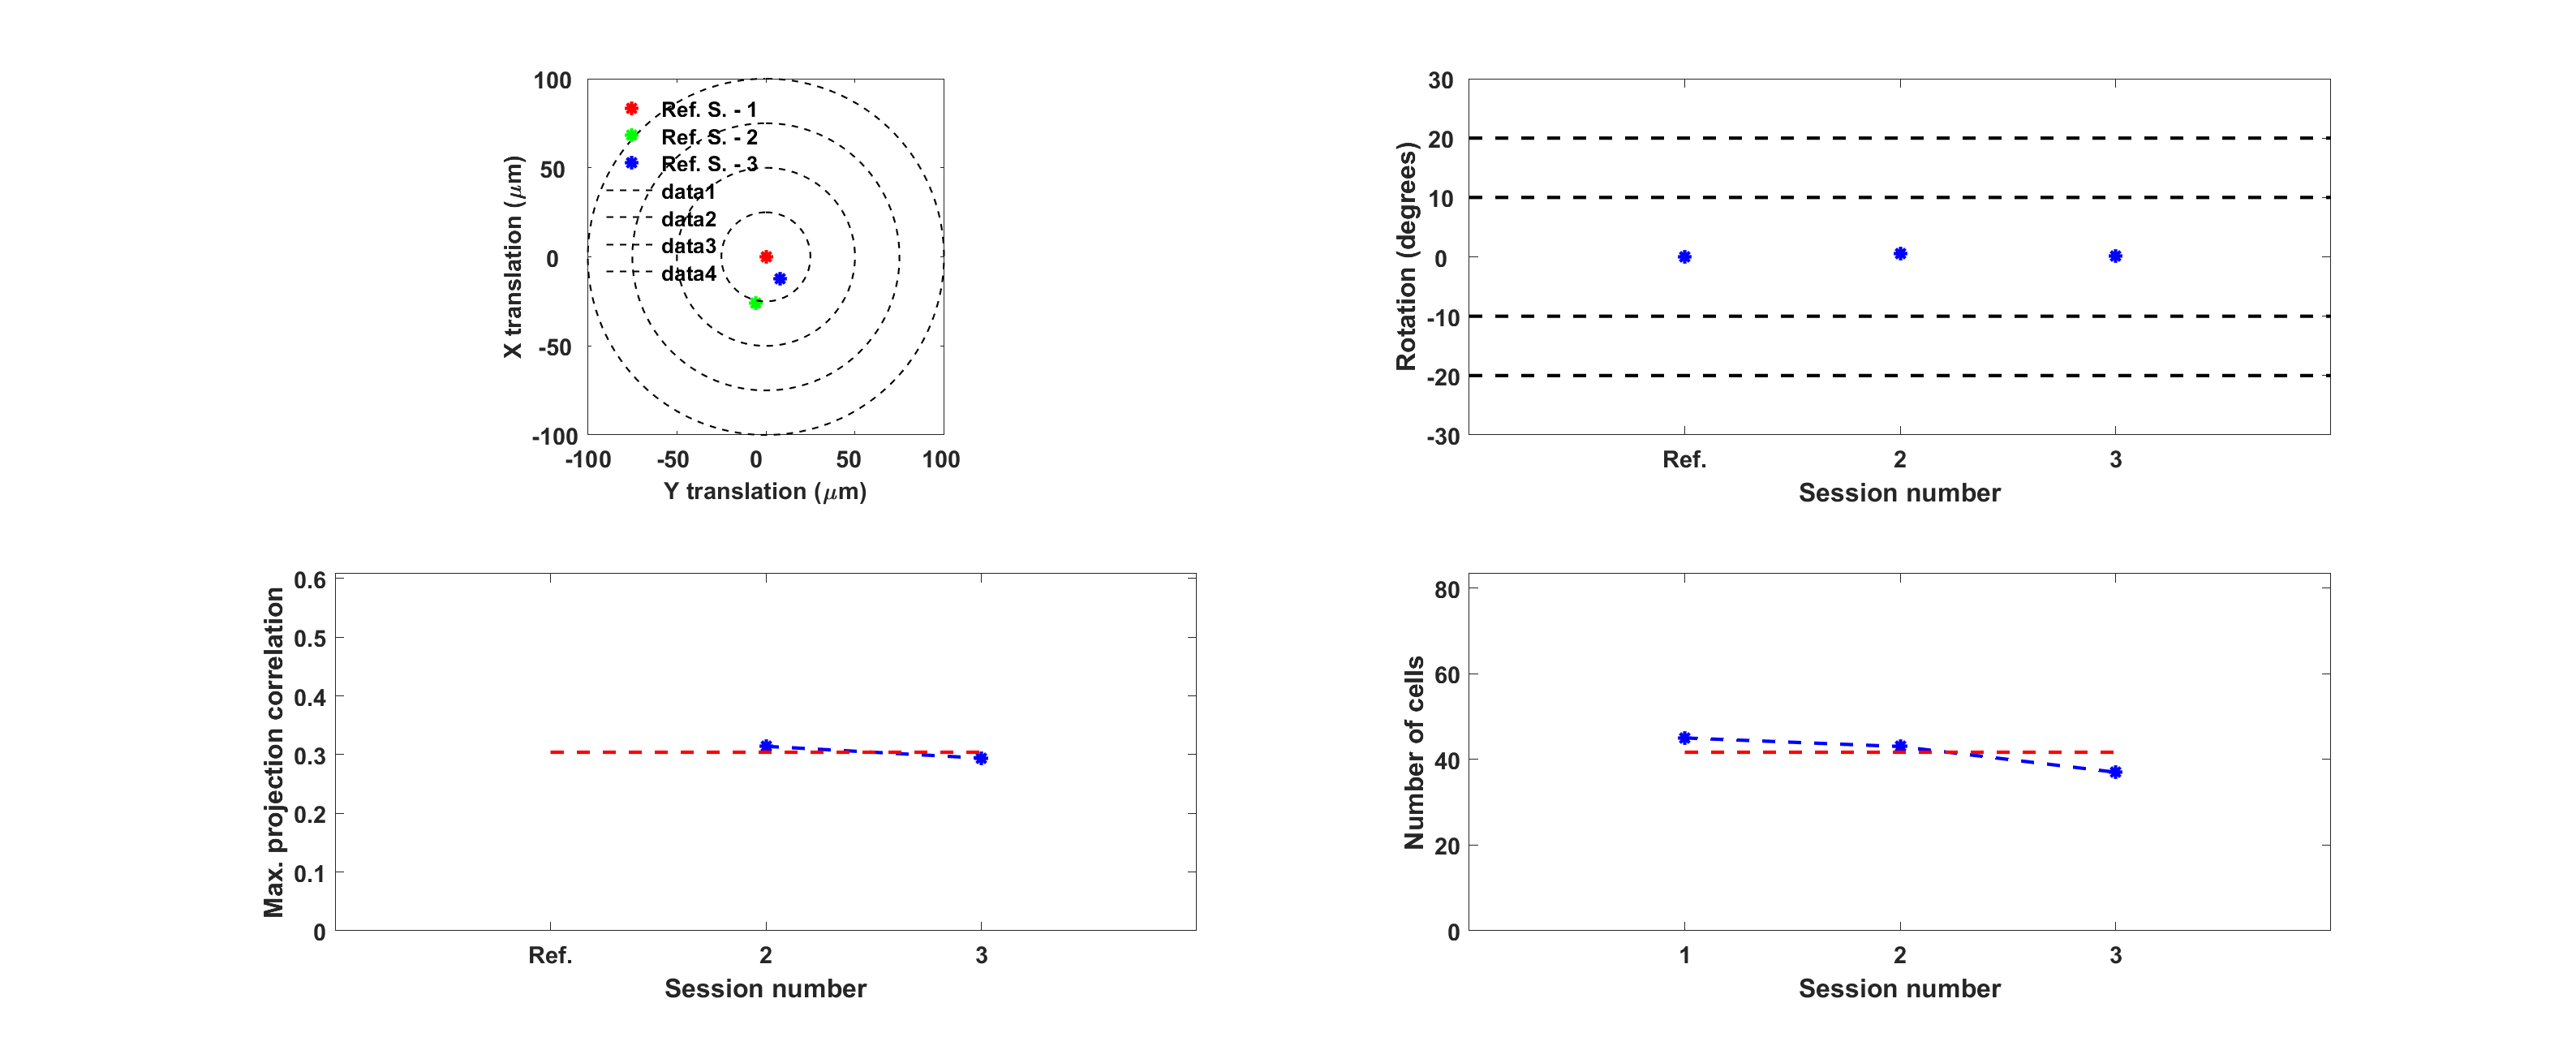 100
50
0
-50
-100
X translation (μm)
Ref. S. - 1
Ref. S. - 2
Ref. S. - 3
data1
data2
data3
data4
-100 -50 0 50 100
Y translation (μm)
30
20
10
0
-10
-20
-30
Rotation (degrees)
Ref. 2 3
Session number
0.6
0.5
0.4
0.3
0.2
0.1
0
Max. projection correlation
Ref. 2 3
Session number
80
60
40
20
0
Number of cells
1 2 3
Session number